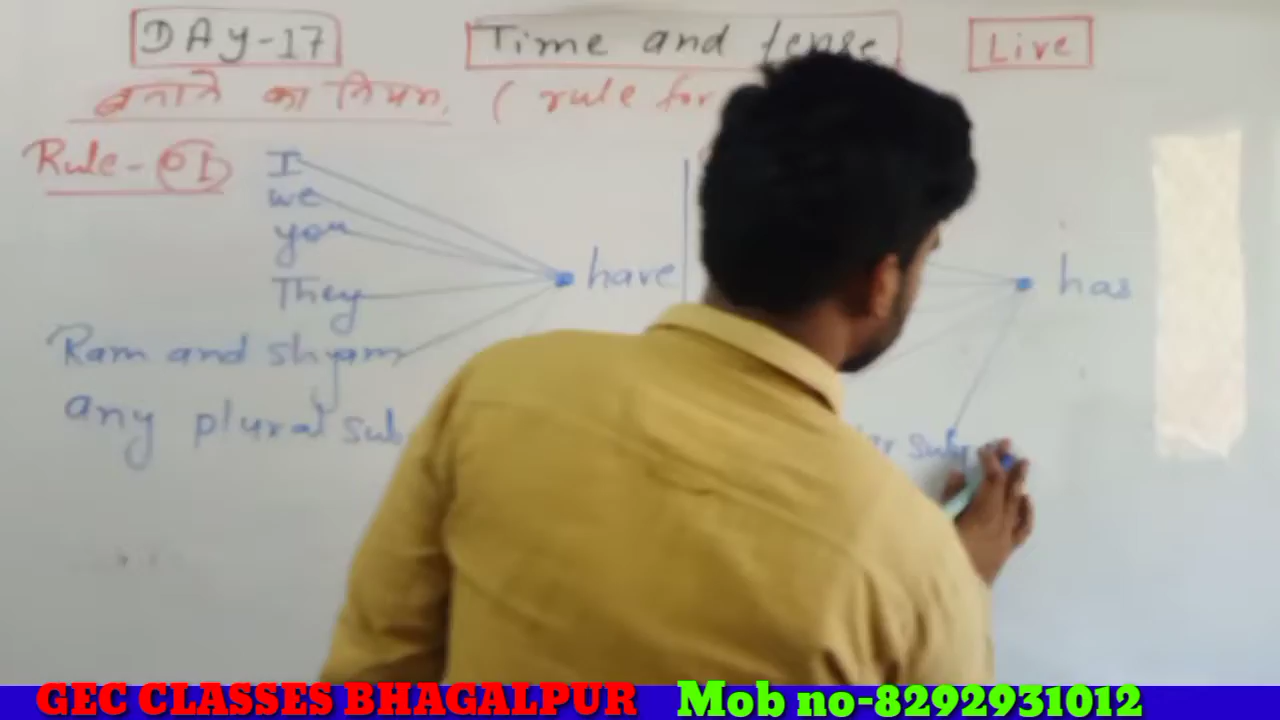 DAY-17 Time and tense Live
बनाने का नियम, ( rule for
Rule-01 I
we
you
They
have
has
Ram and shyam
any plural sub
sub
GEC CLASSES BHAGALPUR Mob no-8292931012